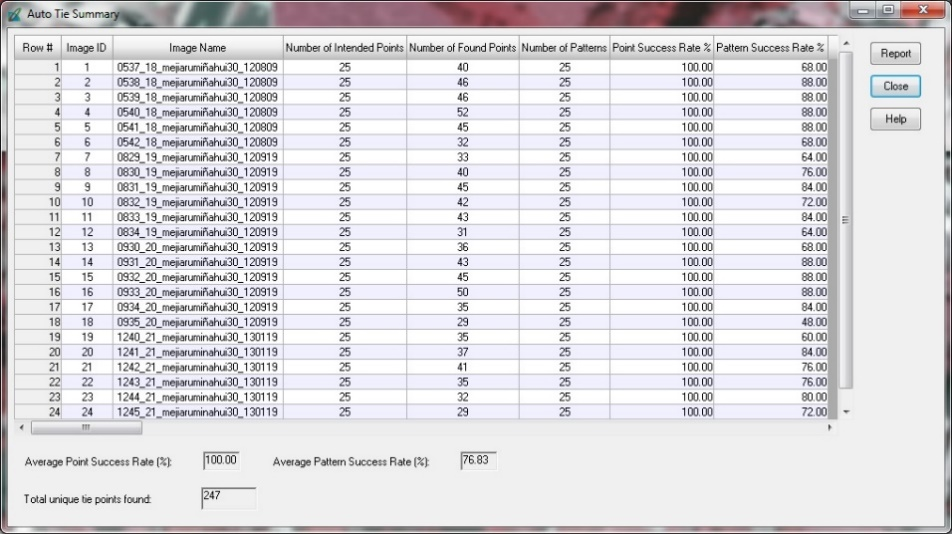 Auto Tie Summary
Row # Image ID Image Name Number of Intended Points Number of Found Points Number of Patterns Point Success Rate % Pattern Success Rate %
1 1 0537_18_mejiarumiñahui30_120809 25 40 25 100.00 68.00
2 2 0538_18_mejiarumiñahui30_120809 25 46 25 100.00 88.00
3 3 0539_18_mejiarumiñahui30_120809 25 46 25 100.00 88.00
4 4 0540_18_mejiarumiñahui30_120809 25 52 25 100.00 88.00
5 5 0541_18_mejiarumiñahui30_120809 25 45 25 100.00 88.00
6 6 0542_18_mejiarumiñahui30_120809 25 32 25 100.00 68.00
7 7 0829_19_mejiarumiñahui30_120919 25 33 25 100.00 64.00
8 8 0830_19_mejiarumiñahui30_120919 25 40 25 100.00 76.00
9 9 0831_19_mejiarumiñahui30_120919 25 45 25 100.00 84.00
10 10 0832_19_mejiarumiñahui30_120919 25 42 25 100.00 72.00
11 11 0833_19_mejiarumiñahui30_120919 25 43 25 100.00 84.00
12 12 0834_19_mejiarumiñahui30_120919 25 31 25 100.00 64.00
13 13 0930_20_mejiarumiñahui30_120919 25 36 25 100.00 68.00
14 14 0931_20_mejiarumiñahui30_120919 25 43 25 100.00 88.00
15 15 0932_20_mejiarumiñahui30_120919 25 45 25 100.00 88.00
16 16 0933_20_mejiarumiñahui30_120919 25 50 25 100.00 88.00
17 17 0934_20_mejiarumiñahui30_120919 25 35 25 100.00 84.00
18 18 0935_20_mejiarumiñahui30_120919 25 29 25 100.00 48.00
19 19 1240_21_mejiaruminahui30_130119 25 35 25 100.00 60.00
20 20 1241_21_mejiaruminahui30_130119 25 37 25 100.00 84.00
21 21 1242_21_mejiaruminahui30_130119 25 41 25 100.00 76.00
22 22 1243_21_mejiaruminahui30_130119 25 35 25 100.00 76.00
23 23 1244_21_mejiaruminahui30_130119 25 32 25 100.00 80.00
24 24 1245_21_mejiaruminahui30_130119 25 29 25 100.00 72.00
Report
Close
Help
Average Point Success Rate (%): 100.00 Average Pattern Success Rate (%): 76.83
Total unique tie points found: 247